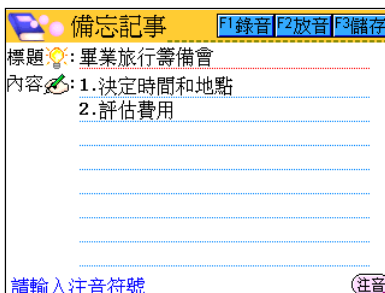 備忘記事 F1錄音 F2放音 F3儲存
標題:畢業旅行籌備會
內容:1.決定時間和地點
2.評估費用
請輸入注音符號 注音